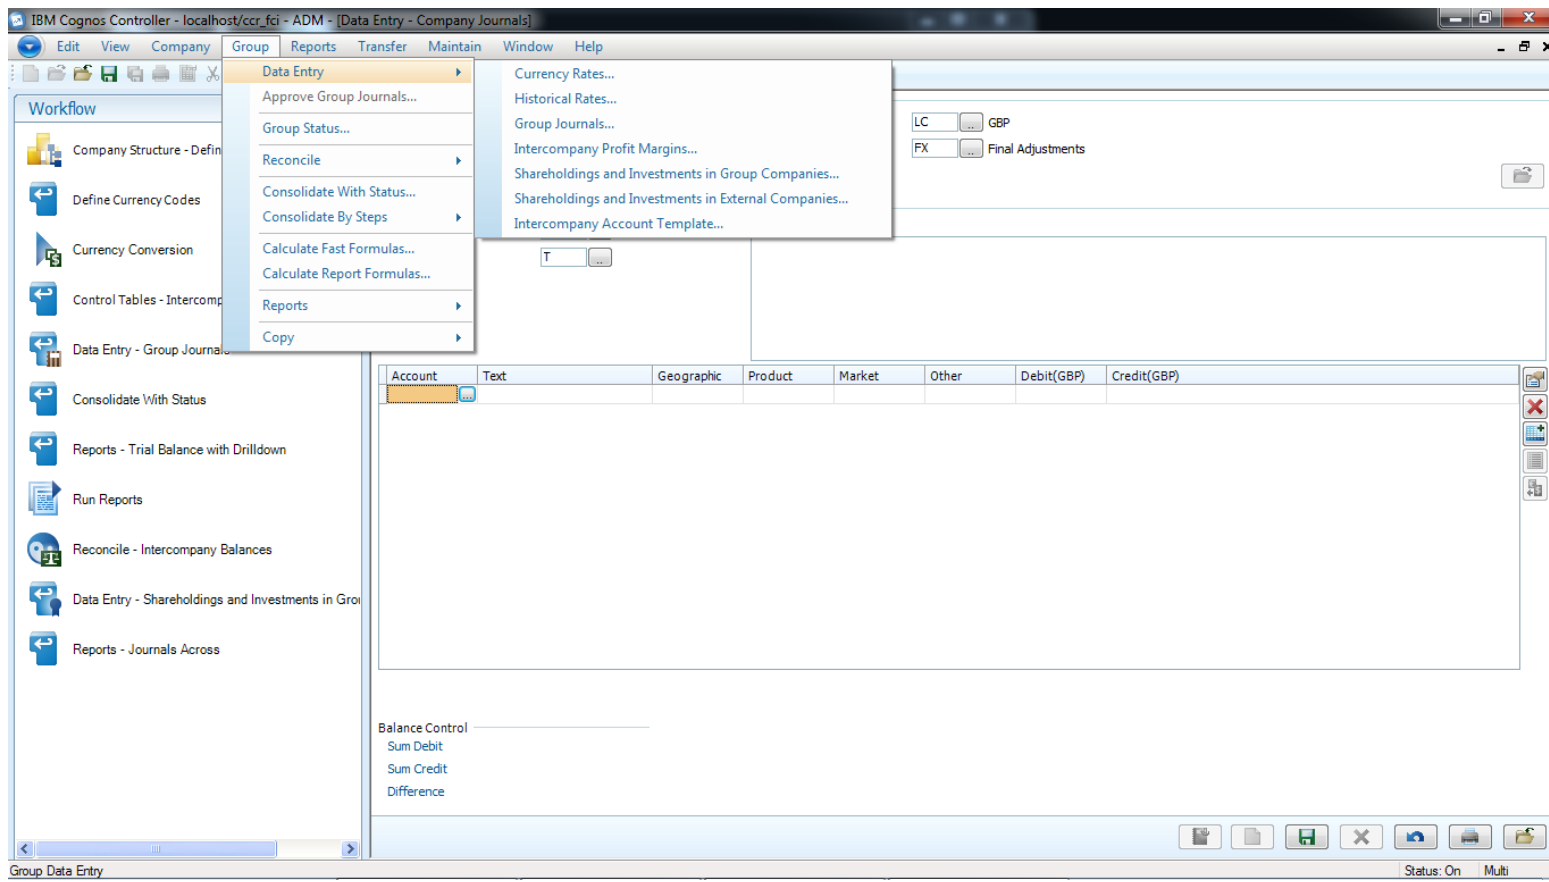 IBM Cognos Controller - localhost/ccr_fci - ADM - [Data Entry - Company Journals]
Edit View Company Group Reports Transfer Maintain Window Help
Data Entry
Approve Group Journals...
Group Status...
Reconcile
Consolidate With Status...
Consolidate By Steps
Calculate Fast Formulas...
Calculate Report Formulas...
Reports
Copy
Currency Rates...
Historical Rates...
Group Journals...
Intercompany Profit Margins...
Shareholdings and Investments in Group Companies...
Shareholdings and Investments in External Companies...
Intercompany Account Template...
LC .. GBP
FX .. Final Adjustments
T ..
Workflow
Company Structure - Defin
Define Currency Codes
Currency Conversion
Control Tables - Intercomp
Data Entry - Group Journals
Consolidate With Status
Reports - Trial Balance with Drilldown
Run Reports
Reconcile - Intercompany Balances
Data Entry - Shareholdings and Investments in Grou
Reports - Journals Across
Account Text Geographic Product Market Other Debit(GBP) Credit(GBP)
...
Balance Control
Sum Debit
Sum Credit
Difference
Group Data Entry
Status: On Multi